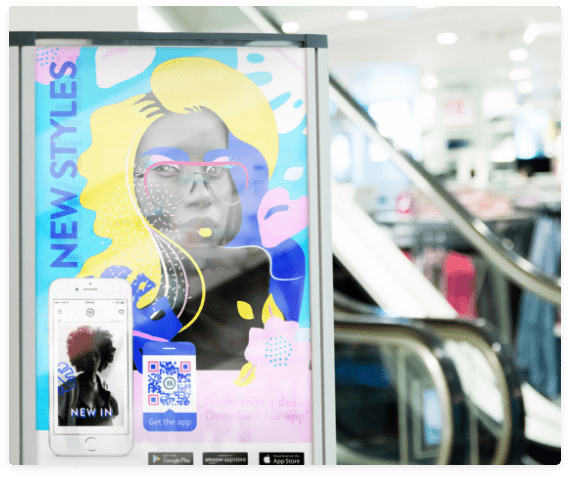 NEW STYLES
NEW IN
Get the app
Never miss a deal.
Download our app!
Google Play
amazon appstore
App Store